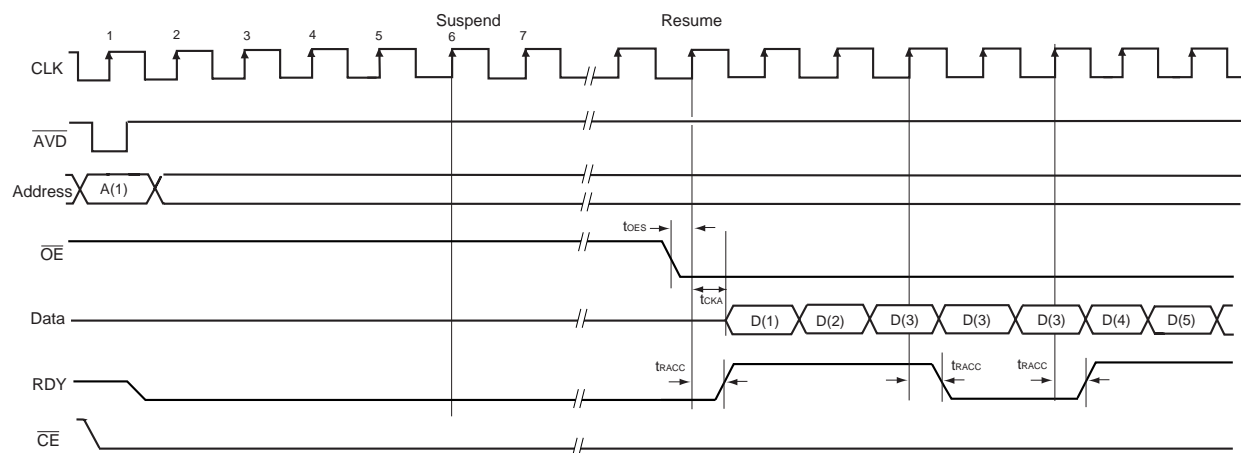 Suspend Resume
1 2 3 4 5 6 7
CLK
AVD
Address A(1)
tOES
OE
tCKA
Data D(1) D(2) D(3) D(3) D(3) D(4) D(5)
tRACC tRACC tRACC
RDY
CE